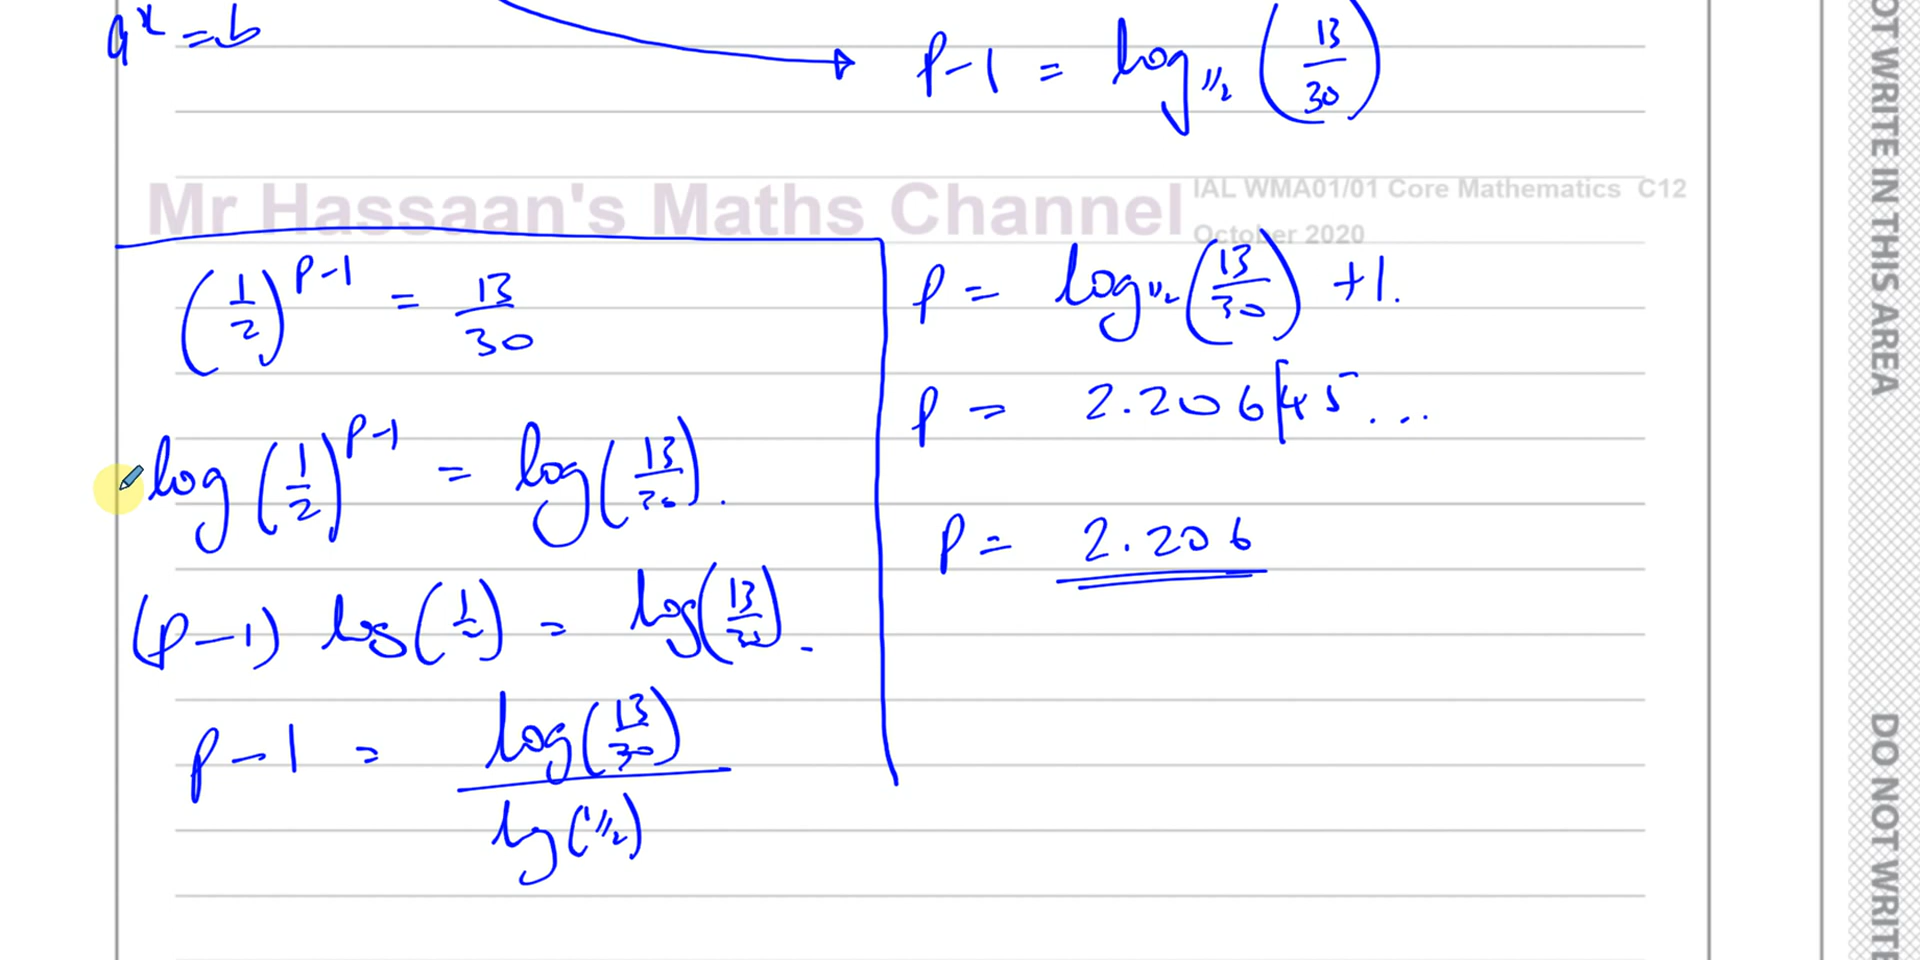 a^x = b
p-1 = log_{1/2} (13/30)
Mr Hassaan's Maths Channel
IAL WMA01/01 Core Mathematics C12
October 2020
(1/2)^{p-1} = 13/30
log (1/2)^{p-1} = log (13/30).
(p-1) log (1/2) = log (13/30).
p-1 = log (13/30) / log (1/2)
p = log_{1/2} (13/30) + 1.
p = 2.206|45...
p = 2.206
OT WRITE IN THIS AREA
DO NOT WRITE